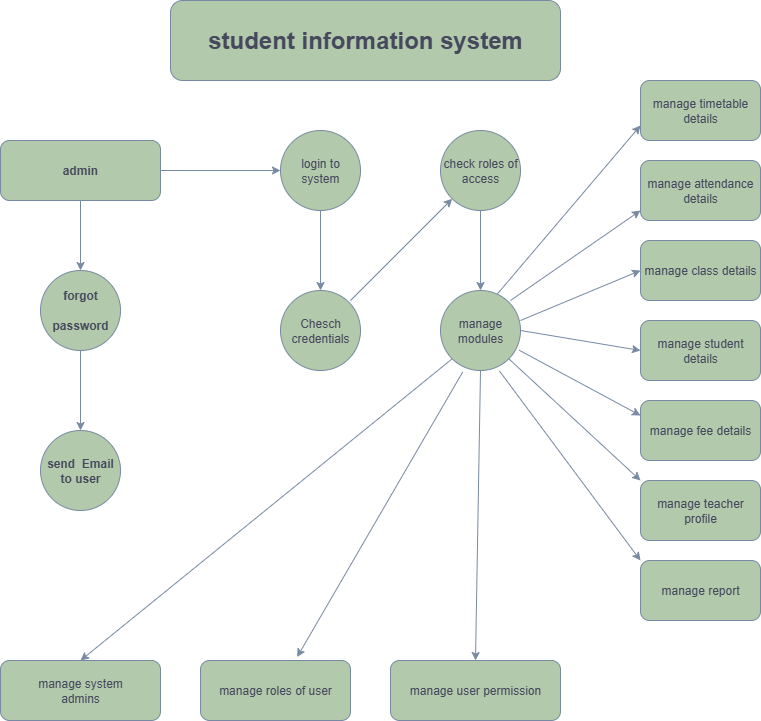 student information system
manage timetable
details
admin
login to
system
check roles of
access
manage attendance
details
manage class details
forgot
password
Chesch
credentials
manage
modules
manage student
details
manage fee details
send  Email
to user
manage teacher
profile
manage report
manage system
admins
manage roles of user
manage user permission